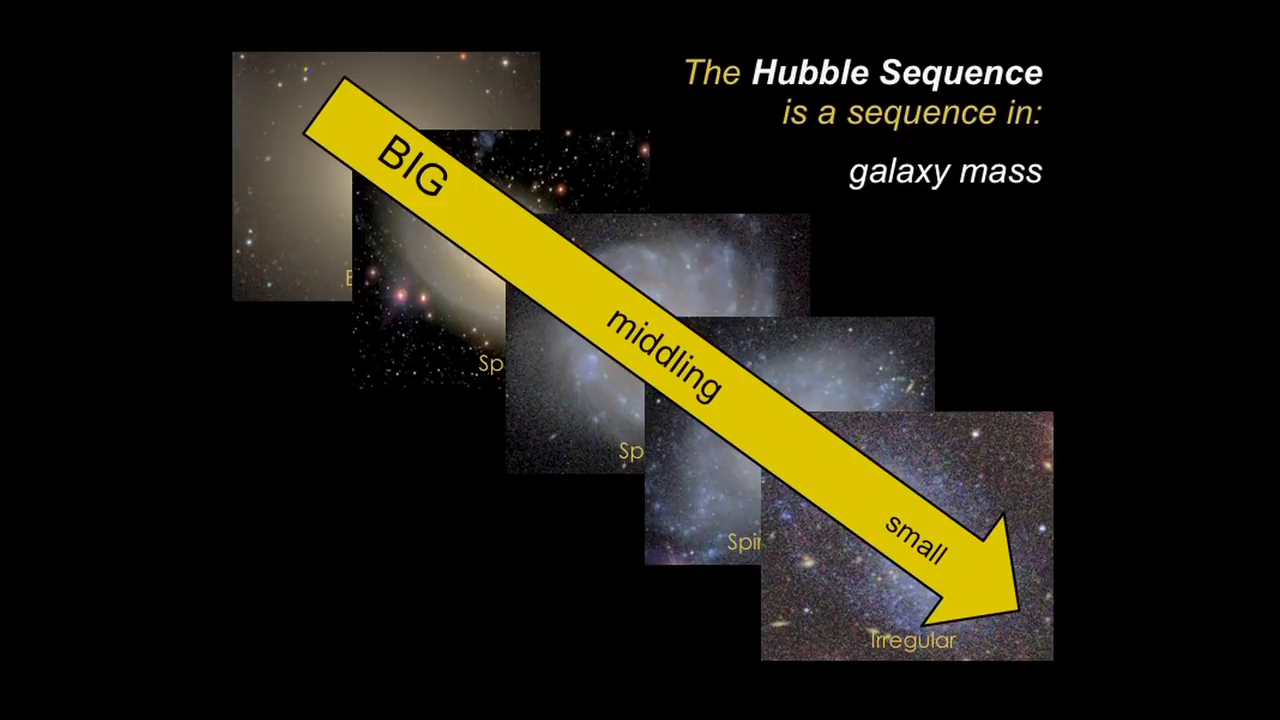 The Hubble Sequence
is a sequence in:
galaxy mass
BIG
middling
small
Irregular